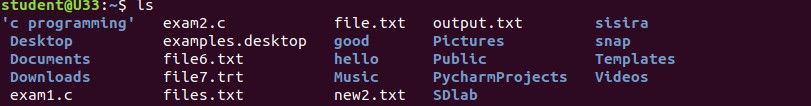 student@U33:~$ ls
'c programming' exam2.c file.txt output.txt sisira
Desktop examples.desktop good Pictures snap
Documents file6.txt hello Public Templates
Downloads file7.trt Music PycharmProjects Videos
exam1.c files.txt new2.txt SDlab